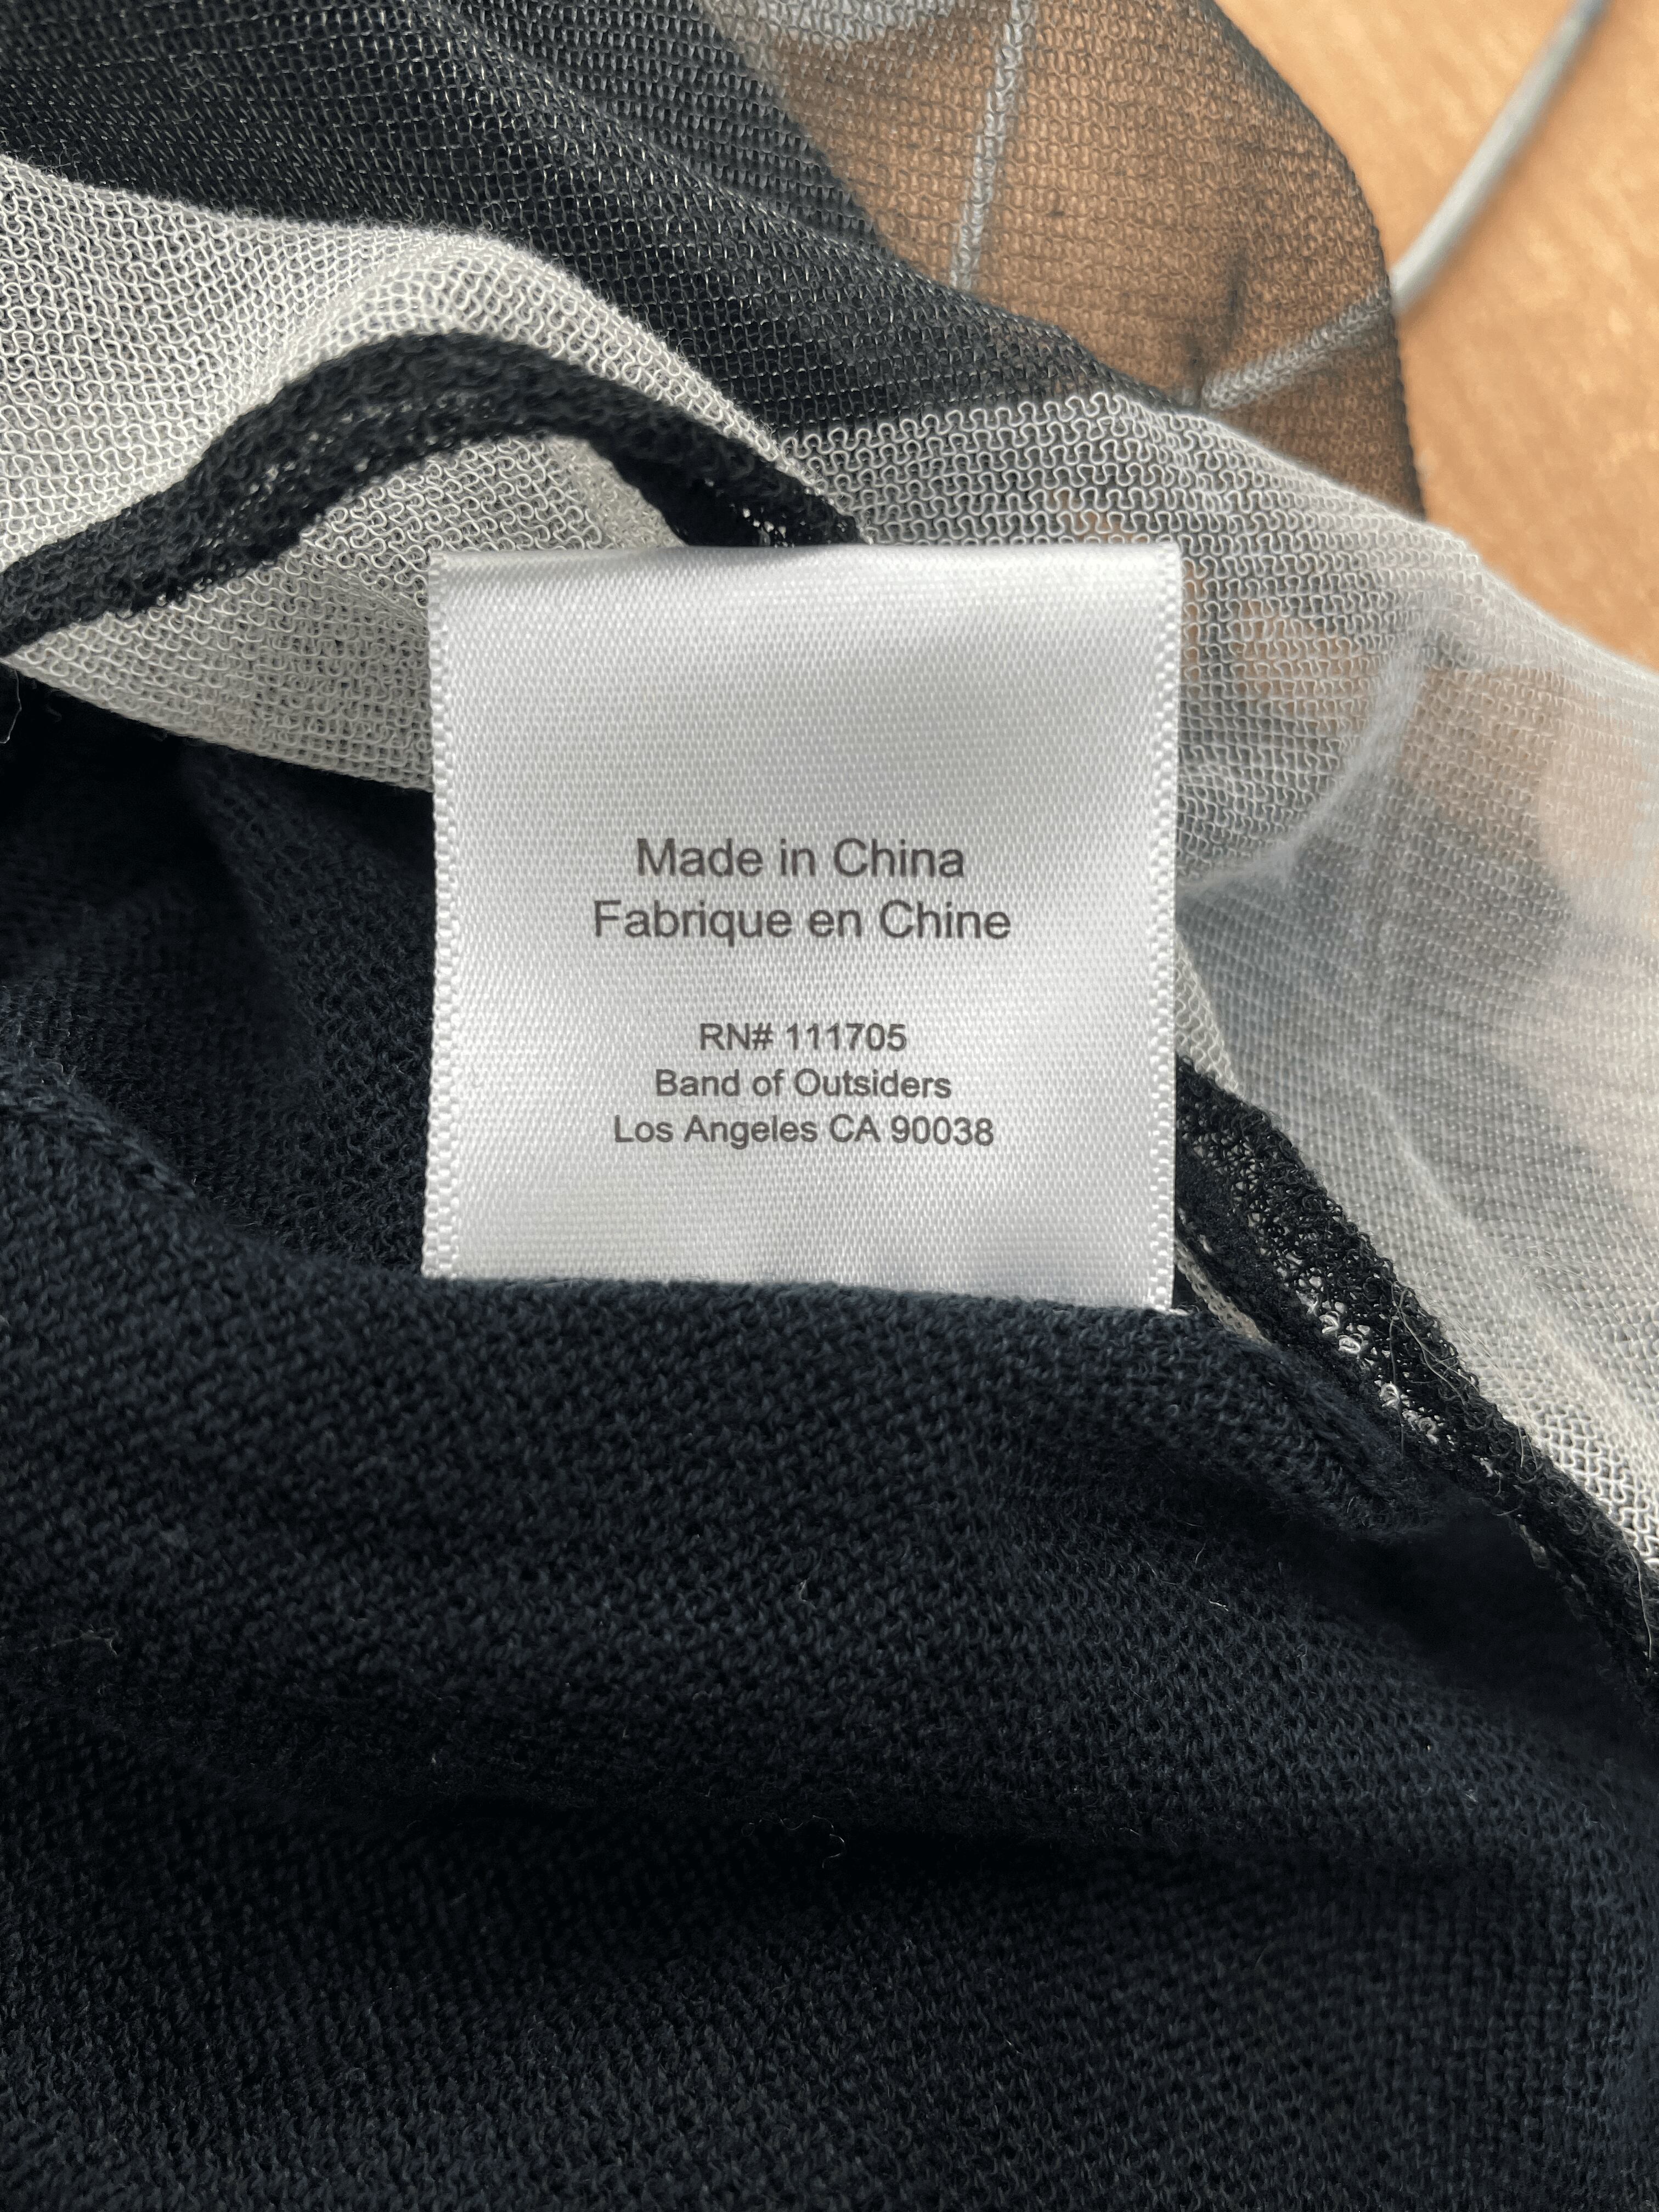 Made in China
Fabrique en Chine
RN# 111705
Band of Outsiders
Los Angeles CA 90038